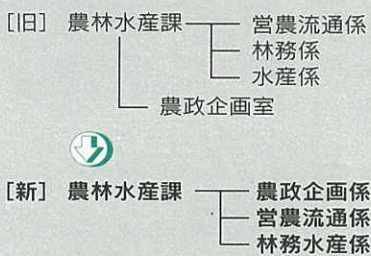 [旧] 農林水産課 営農流通係
林務係
水産係
農政企画室
[新] 農林水産課 農政企画係
営農流通係
林務水産係